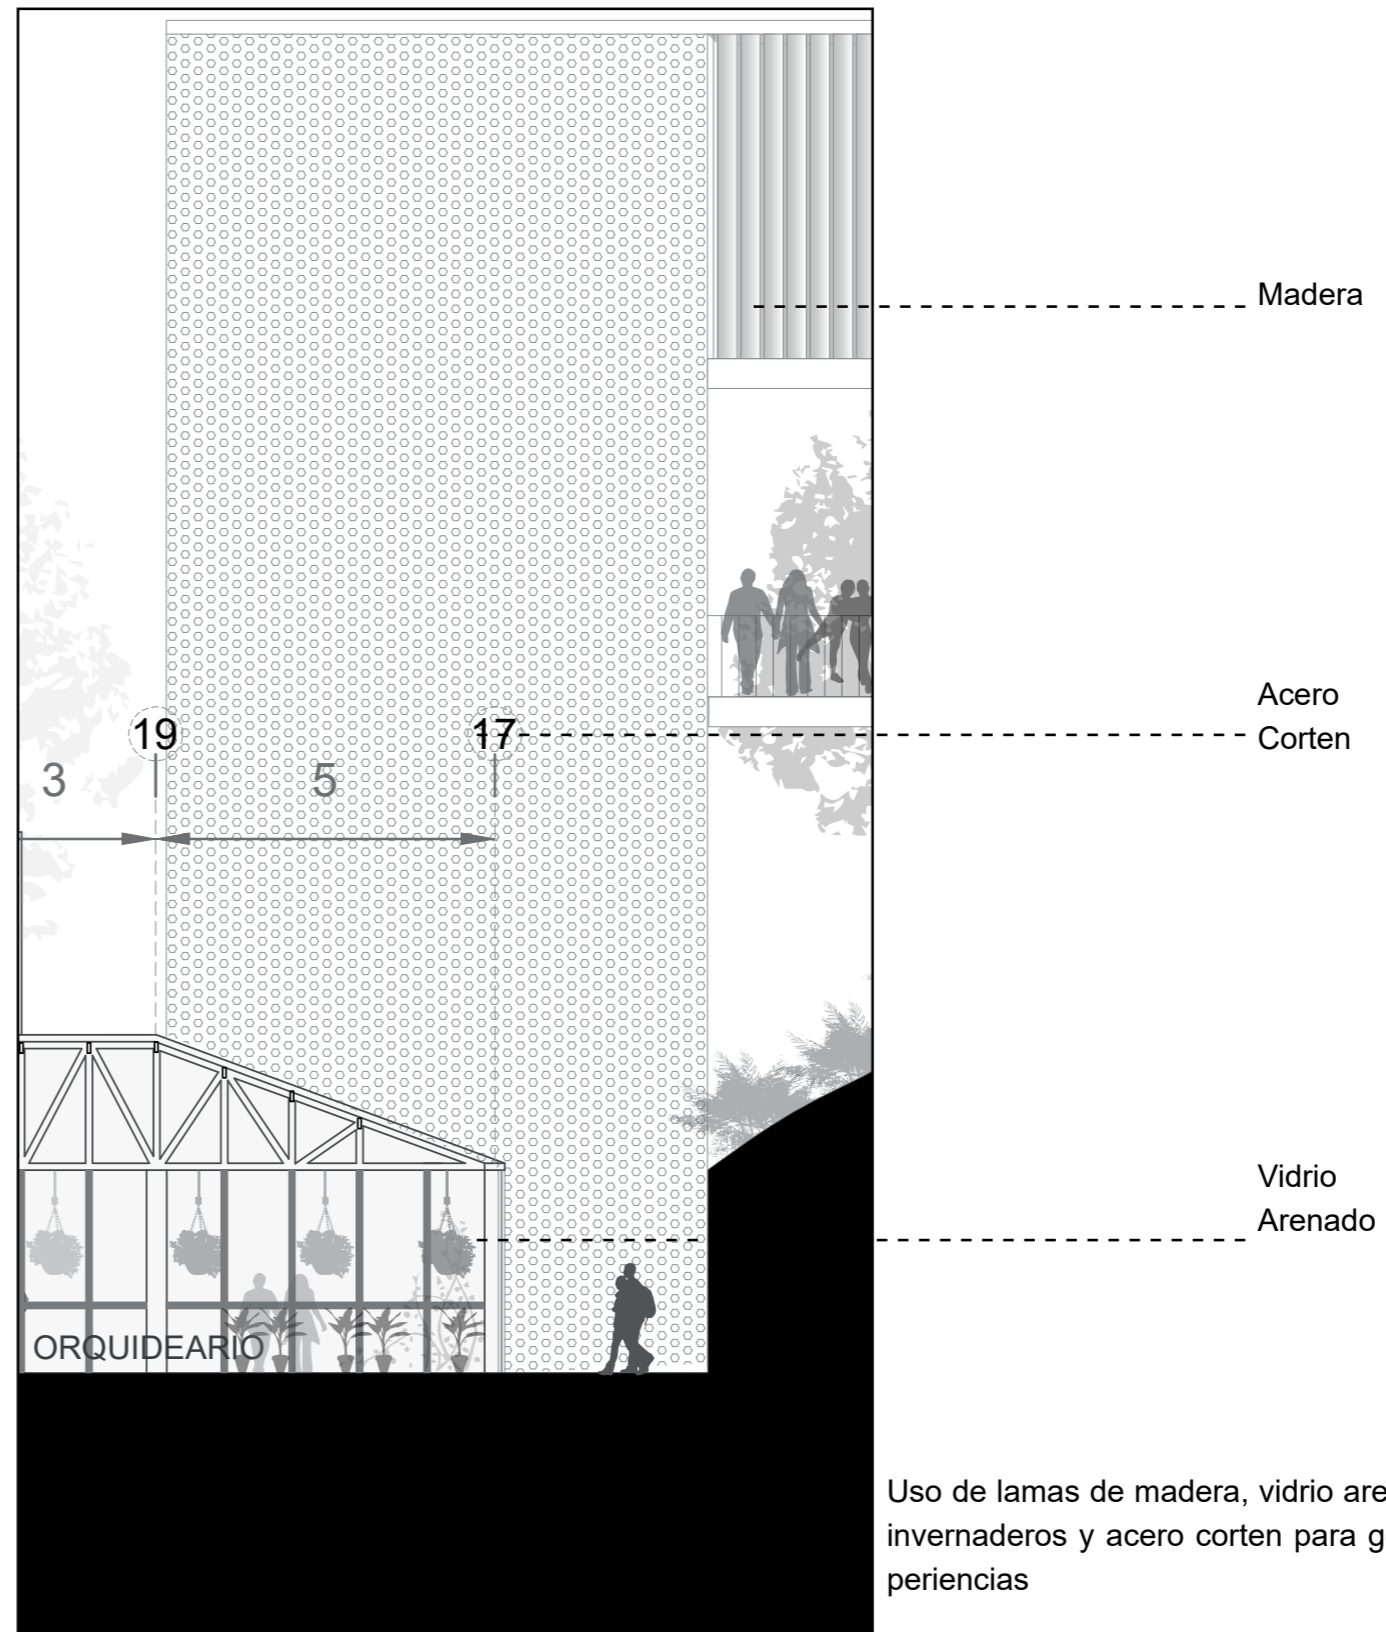 Madera
Acero
Corten
19
17
3
5
Vidrio
Arenado
ORQUIDEARIO
Uso de lamas de madera, vidrio
invernaderos y acero corten para
periencias